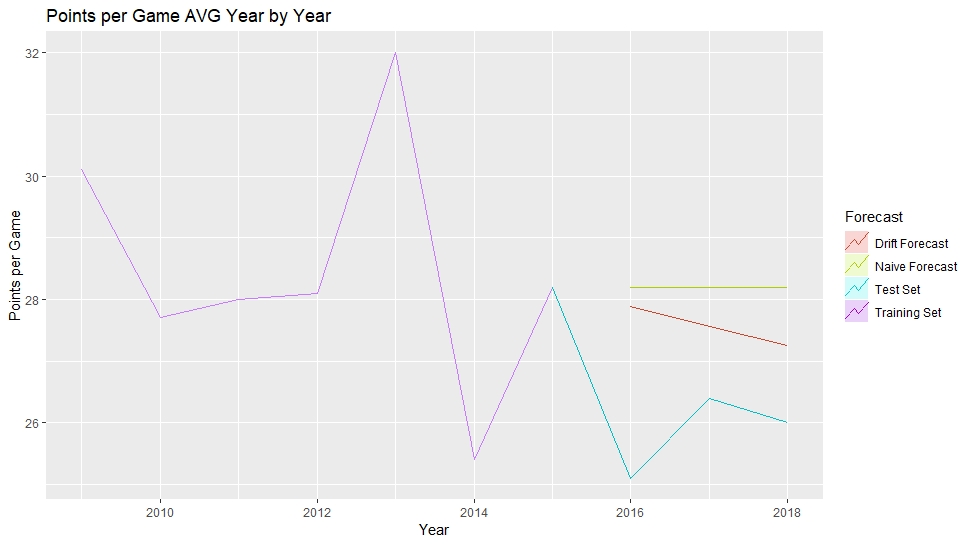 Points per Game AVG Year by Year
Points per Game
32
30
28
26
2010 2012 2014 2016 2018
Year
Forecast
Drift Forecast
Naive Forecast
Test Set
Training Set